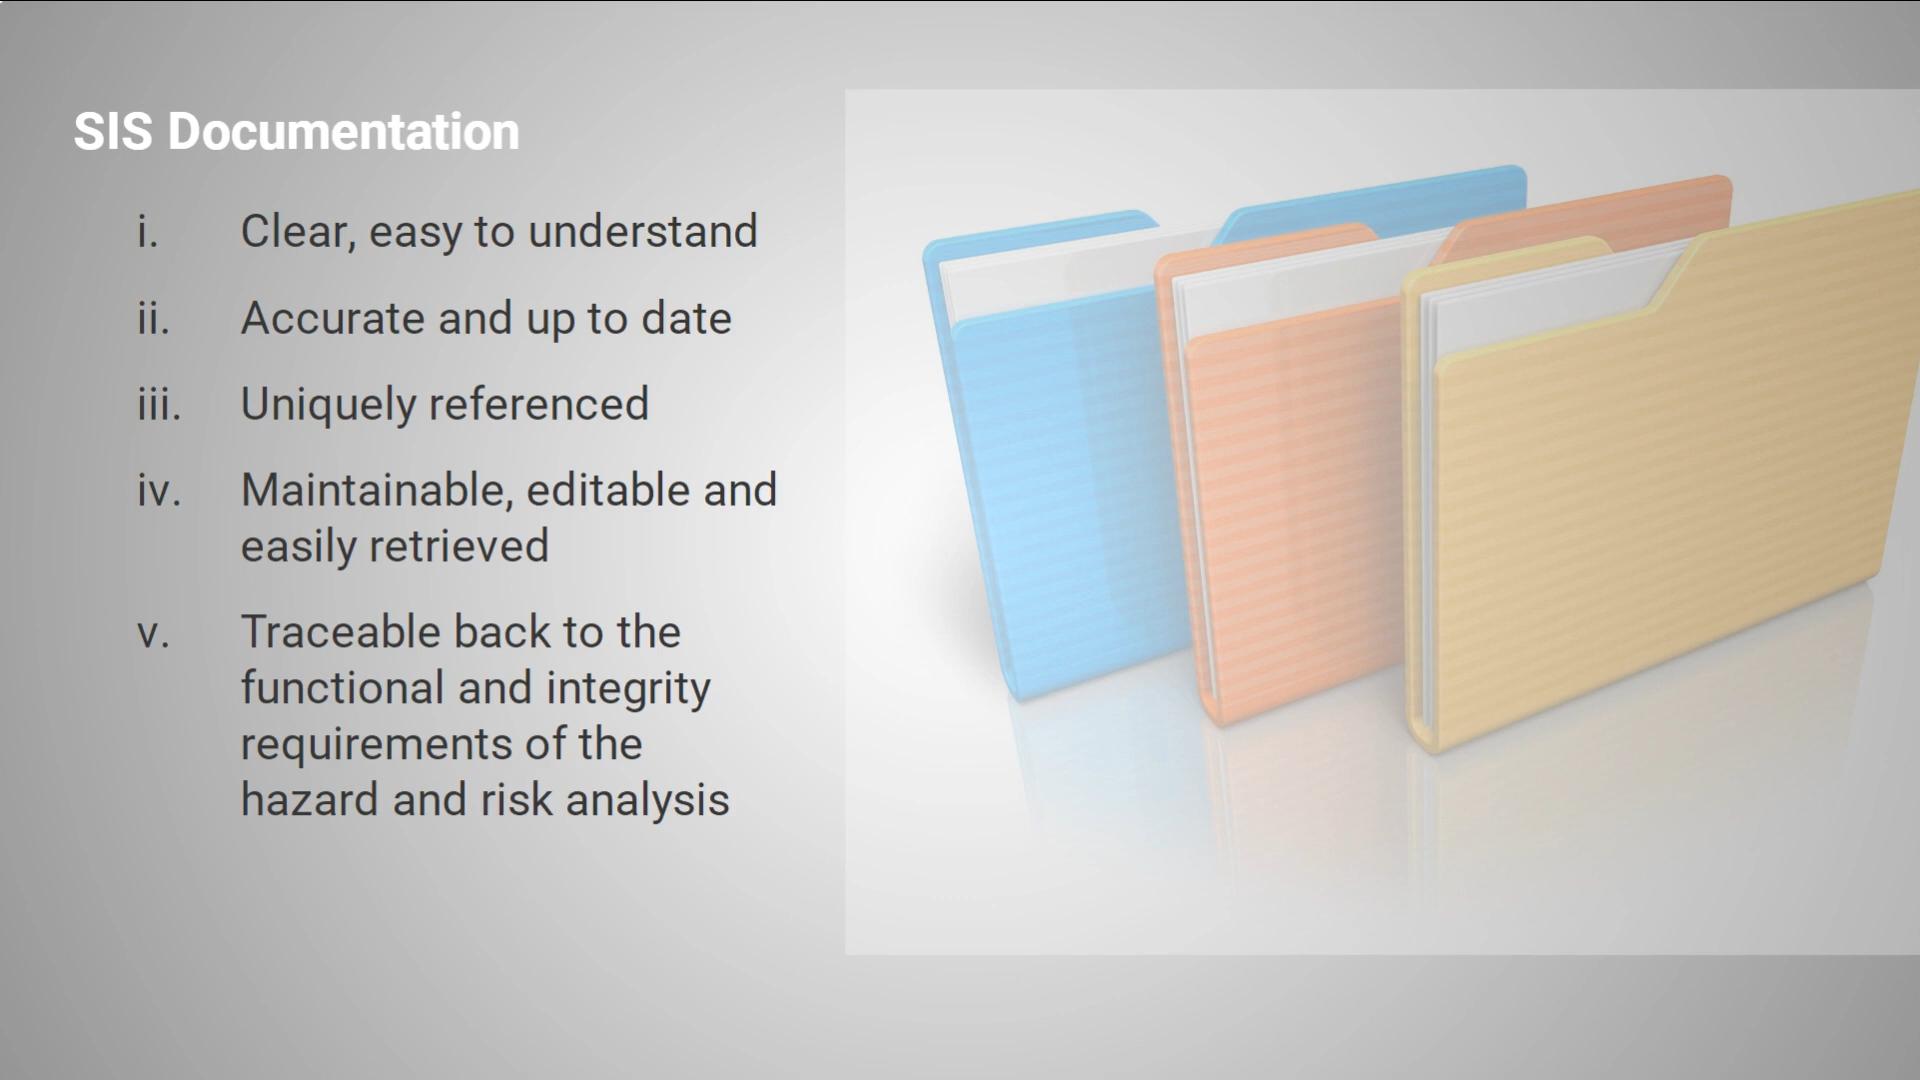 SIS Documentation
i. Clear, easy to understand
ii. Accurate and up to date
iii. Uniquely referenced
iv. Maintainable, editable and
easily retrieved
v. Traceable back to the
functional and integrity
requirements of the
hazard and risk analysis